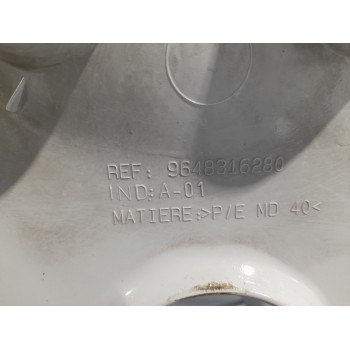 REF: 9648316280
IND:A-01
MATIERE:>P/E MD 40<